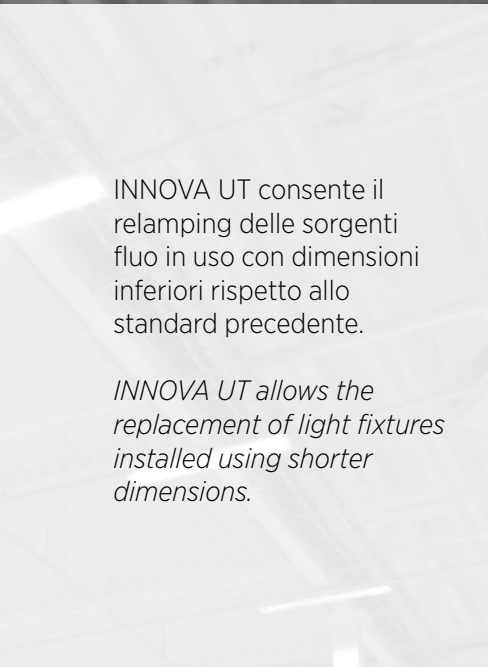 INNOVA UT consente il
relamping delle sorgenti
fluo in uso con dimensioni
inferiori rispetto allo
standard precedente.
INNOVA UT allows the
replacement of light fixtures
installed using shorter
dimensions.